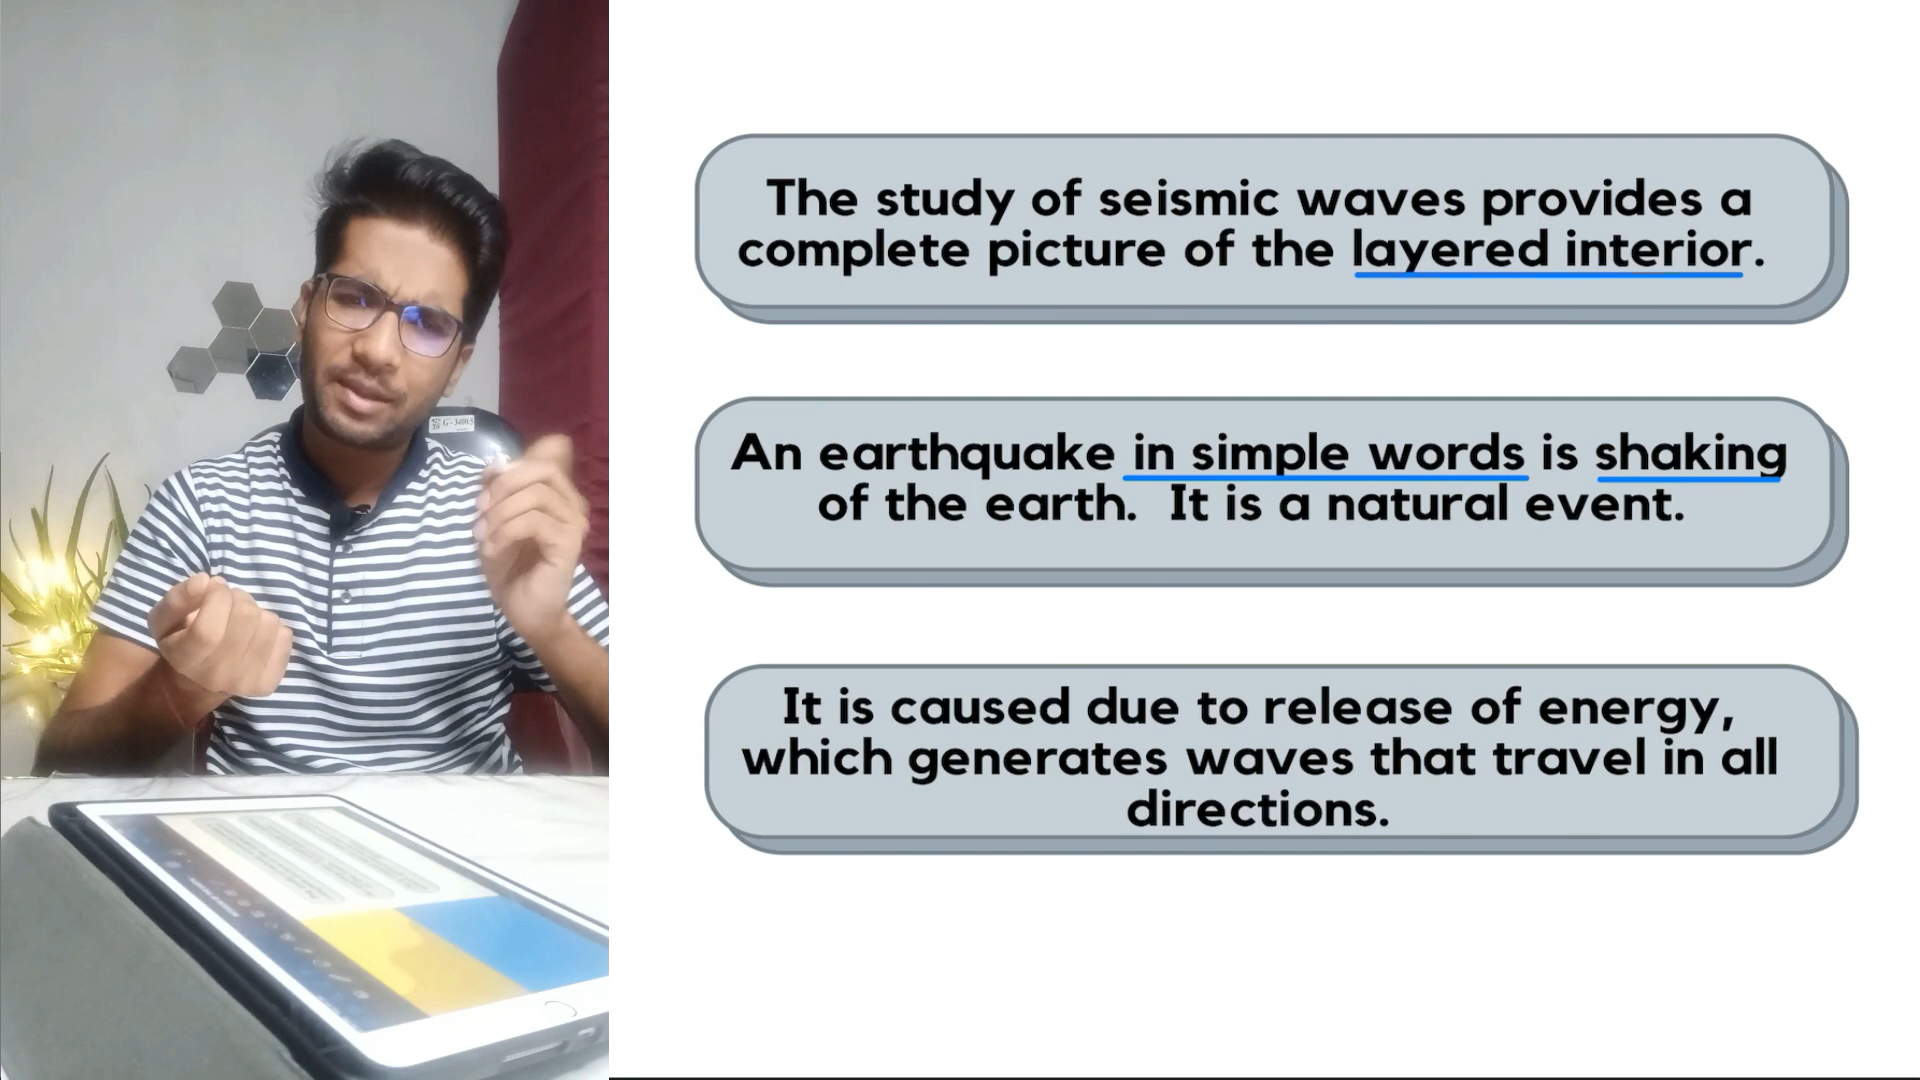 The study of seismic waves provides a
complete picture of the layered interior.
An earthquake in simple words is shaking
of the earth. It is a natural event.
It is caused due to release of energy,
which generates waves that travel in all
directions.